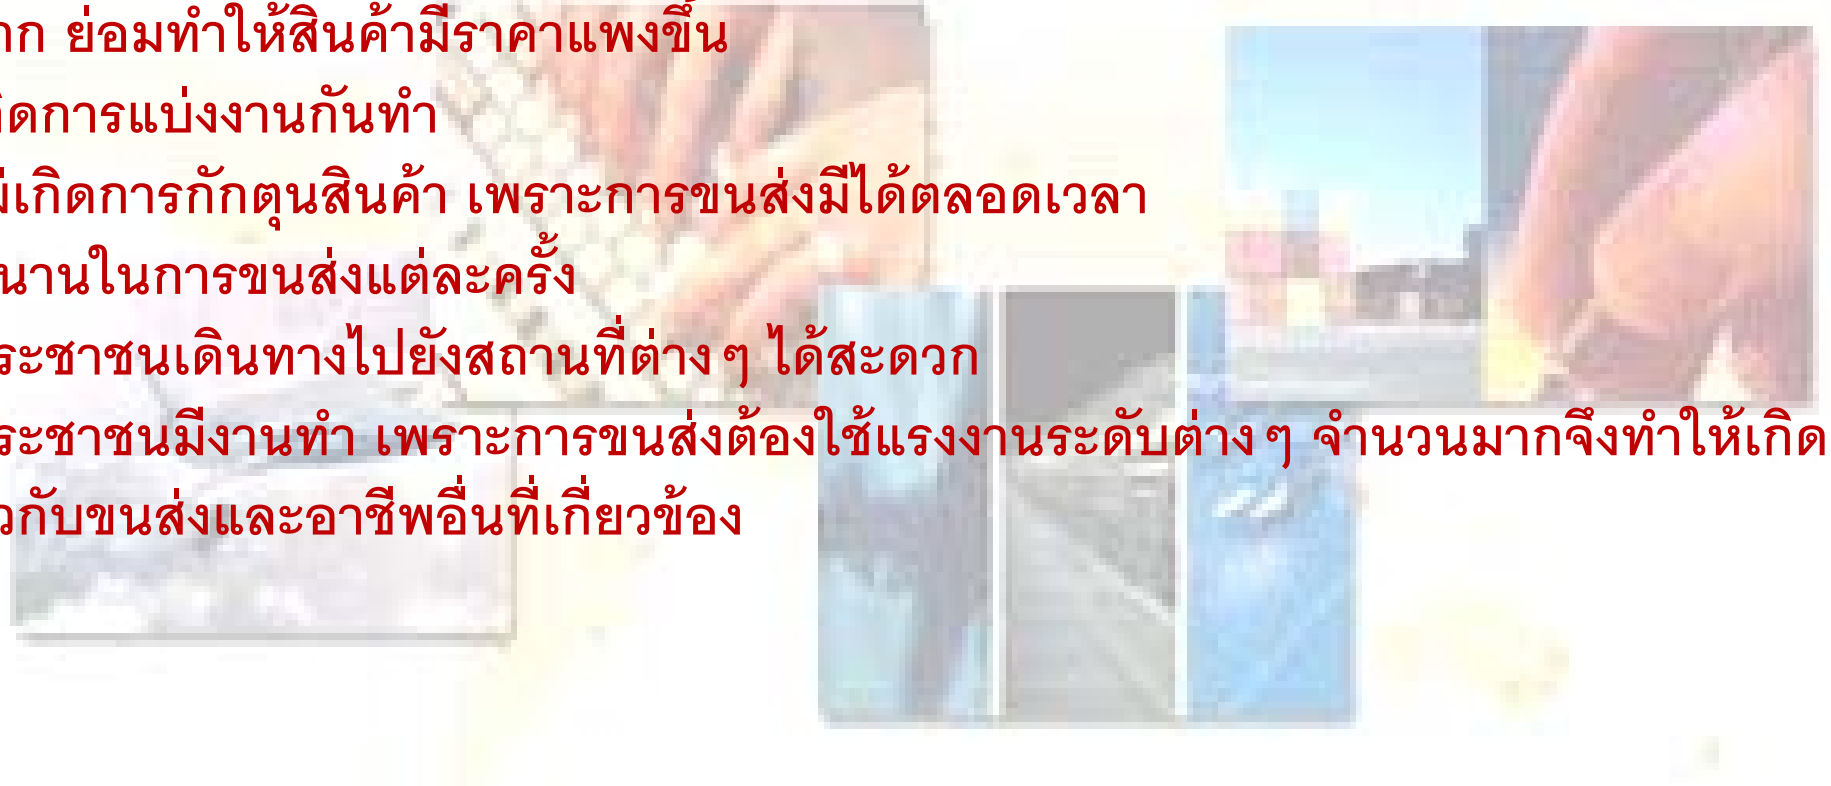 ย่อมทำให้สินค้ามีราคาแพงขึ้น
การแบ่งงานกันทำ
เกิดการกักตุนสินค้า เพราะการขนส่งมีได้ตลอดเวลา
นานในการขนส่งแต่ละครั้ง
ระชาชนเดินทางไปยังสถานที่ต่างๆ ได้สะดวก
ระชาชนมีงานทำ เพราะการขนส่งต้องใช้แรงงานระดับต่างๆ จำนวนมากจึงทำให้เกิด
วกับขนส่งและอาชีพอื่นที่เกี่ยวข้อง